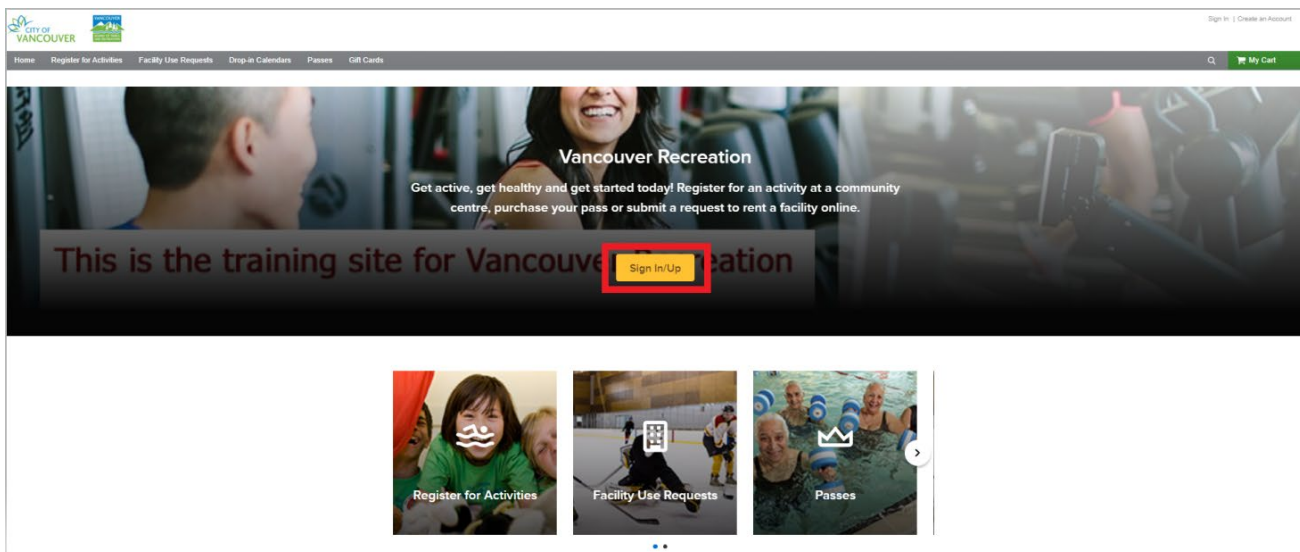 CITY OF
VANCOUVER
Sign In | Create an Account
Home Register for Activities Facility Use Requests Drop-in Calendars Passes Gift Cards
My Cart
Vancouver Recreation
Get active, get healthy and get started today! Register for an activity at a community
centre, purchase your pass or submit a request to rent a facility online.
This is the training site for Vancouve eation
Sign In/Up
Register for Activities
Facility Use Requests
Passes